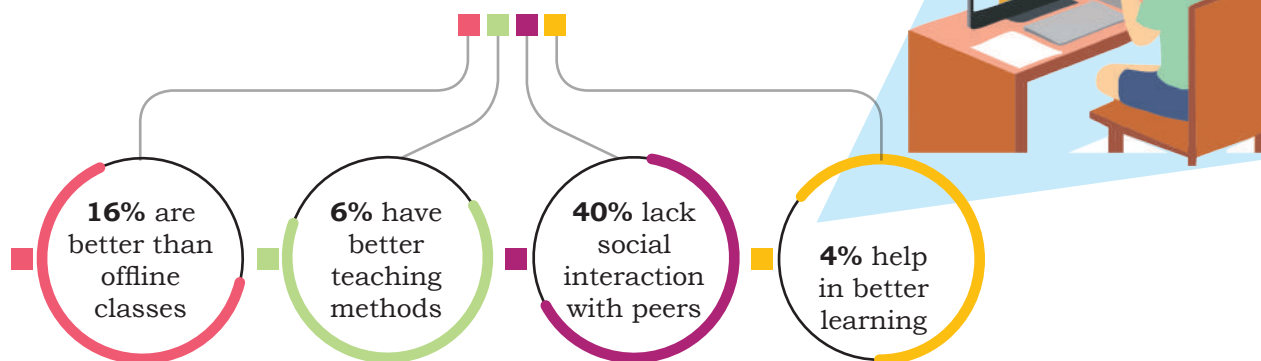 16% are
better than
offline
classes
6% have
better
teaching
methods
40% lack
social
interaction
with peers
4% help
in better
learning